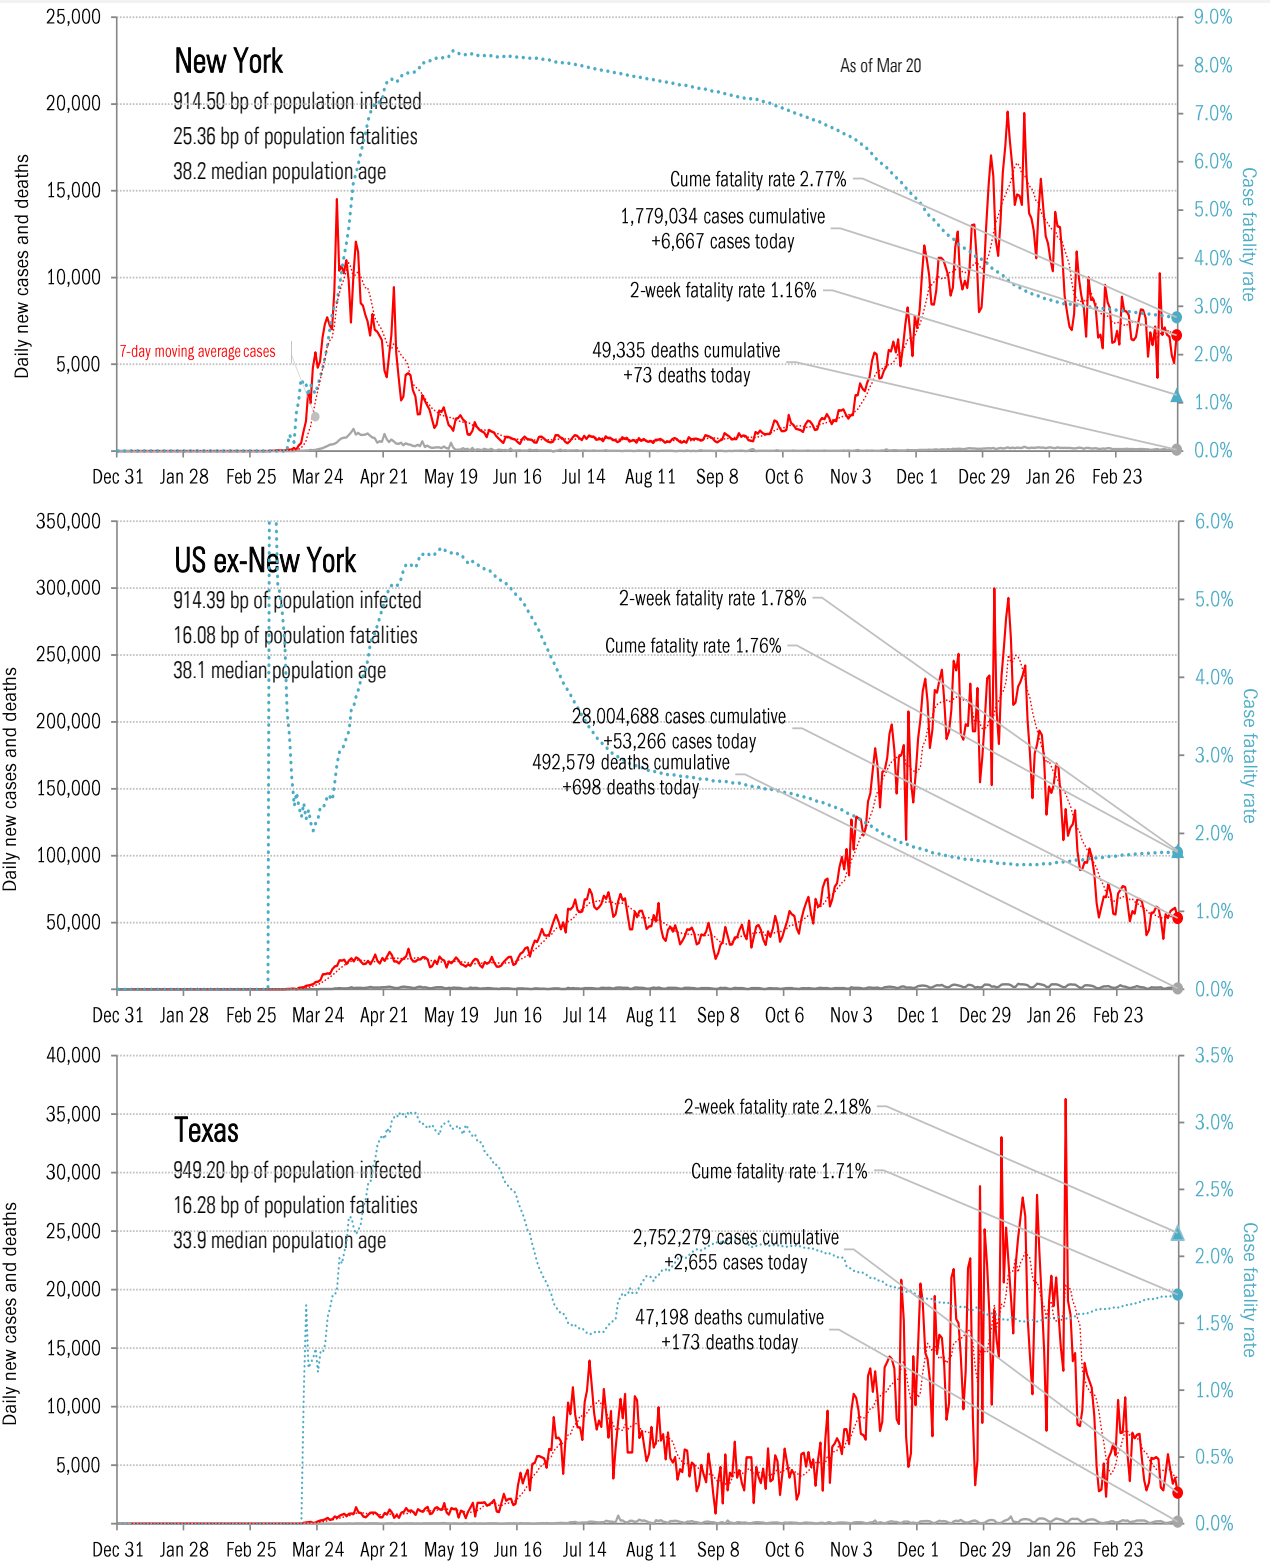 25,000
9.0%
New York
As of Mar 20
8.0%
914.50 bp of population infected
20,000
7.0%
25.36 bp of population fatalities
38.2 median population age
6.0%
Cume fatality rate 2.77%
15,000
1,779,034 cases cumulative
+6,667 cases today
5.0%
Daily new cases and deaths
Case fatality rate
10,000
4.0%
2-week fatality rate 1.16%
3.0%
7-day moving average cases
49,335 deaths cumulative
+73 deaths today
5,000
2.0%
1.0%
0.0%
Dec 31 Jan 28 Feb 25 Mar 24 Apr 21 May 19 Jun 16 Jul 14 Aug 11 Sep 8 Oct 6 Nov 3 Dec 1 Dec 29 Jan 26 Feb 23
350,000
6.0%
US ex-New York
300,000
914.39 bp of population infected
2-week fatality rate 1.78%
5.0%
16.08 bp of population fatalities
Cume fatality rate 1.76%
250,000
38.1 median population age
4.0%
200,000
28,004,688 cases cumulative
+53,266 cases today
3.0%
Daily new cases and deaths
Case fatality rate
492,579 deaths cumulative
+698 deaths today
150,000
2.0%
100,000
50,000
1.0%
0.0%
Dec 31 Jan 28 Feb 25 Mar 24 Apr 21 May 19 Jun 16 Jul 14 Aug 11 Sep 8 Oct 6 Nov 3 Dec 1 Dec 29 Jan 26 Feb 23
40,000
3.5%
35,000
2-week fatality rate 2.18%
3.0%
Texas
30,000
949.20 bp of population infected
Cume fatality rate 1.71%
2.5%
16.28 bp of population fatalities
25,000
33.9 median population age
2,752,279 cases cumulative
+2,655 cases today
2.0%
20,000
Daily new cases and deaths
Case fatality rate
47,198 deaths cumulative
+173 deaths today
1.5%
15,000
1.0%
10,000
5,000
0.5%
0.0%
Dec 31 Jan 28 Feb 25 Mar 24 Apr 21 May 19 Jun 16 Jul 14 Aug 11 Sep 8 Oct 6 Nov 3 Dec 1 Dec 29 Jan 26 Feb 23